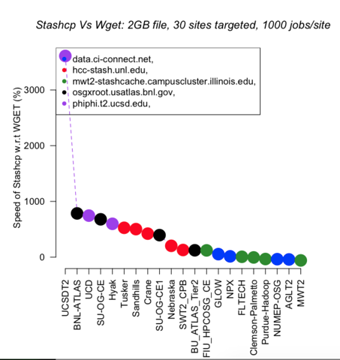 Stashcp Vs Wget: 2GB file, 30 sites targeted, 1000 jobs/site
data.ci-connect.net,
hcc-stash.unl.edu,
mwt2-stashcache.campuscluster.illinois.edu,
osgxroot.usatlas.bnl.gov,
phiphi.t2.ucsd.edu,
Speed of Stashcp w.r.t WGET (%)
3000
2000
1000
0
UCSDT2
BNL-ATLAS
UCD
SU-OG-CE
Hyak
Tusker
Sandhills
Crane
SU-OG-CE1
Nebraska
SWT2_CPB
BU_ATLAS_Tier2
FIU_HPCOSG_CE
GLOW
NPX
FLTECH
Clemson-Palmetto
Purdue-Hadoop
NUMEP-OSG
AGLT2
MWT2